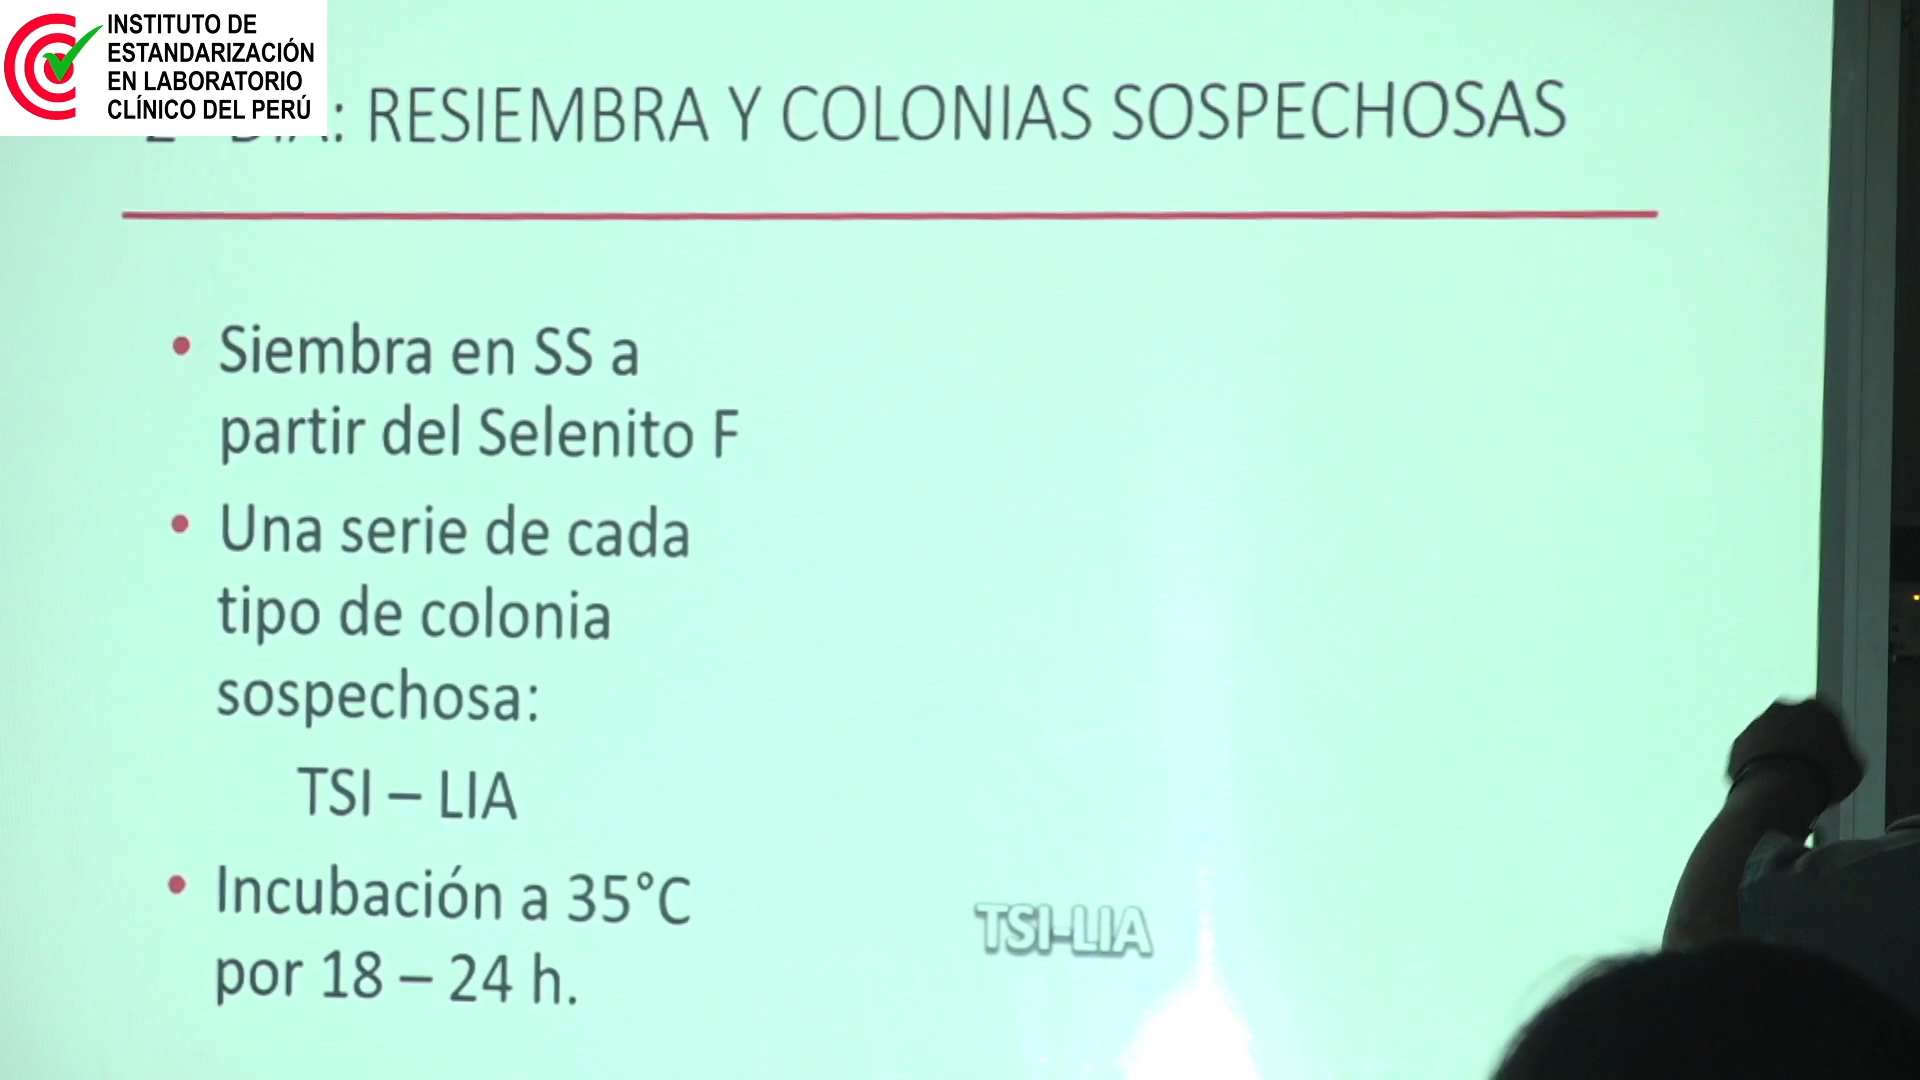 INSTITUTO DE
ESTANDARIZACIÓN
EN LABORATORIO
CLÍNICO DEL PERÚ
: RESIEMBRA Y COLONIAS SOSPECHOSAS
• Siembra en SS a
partir del Selenito F
• Una serie de cada
tipo de colonia
sospechosa:
TSI – LIA
• Incubación a 35°C
por 18 – 24 h.
TSI-LIA